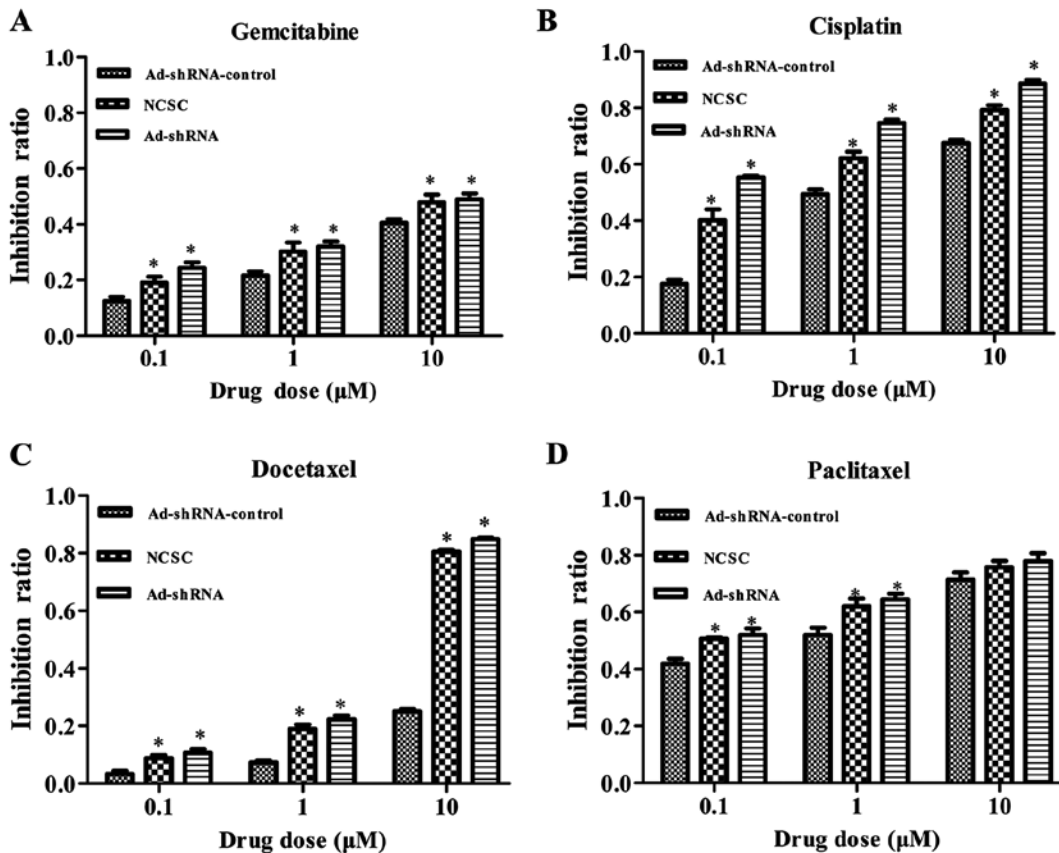 A
Gemcitabine
Ad-shRNA-control
NCSC
Ad-shRNA
Inhibition ratio
1.0
0.8
0.6
0.4
0.2
0.0
* * * * * *
0.1 1 10
Drug dose (μM)
B
Cisplatin
Ad-shRNA-control
NCSC
Ad-shRNA
Inhibition ratio
1.0
0.8
0.6
0.4
0.2
0.0
* * * * * *
0.1 1 10
Drug dose (μM)
C
Docetaxel
Ad-shRNA-control
NCSC
Ad-shRNA
Inhibition ratio
1.0
0.8
0.6
0.4
0.2
0.0
* * * * * *
0.1 1 10
Drug dose (μM)
D
Paclitaxel
Ad-shRNA-control
NCSC
Ad-shRNA
Inhibition ratio
1.0
0.8
0.6
0.4
0.2
0.0
* * * *
0.1 1 10
Drug dose (μM)